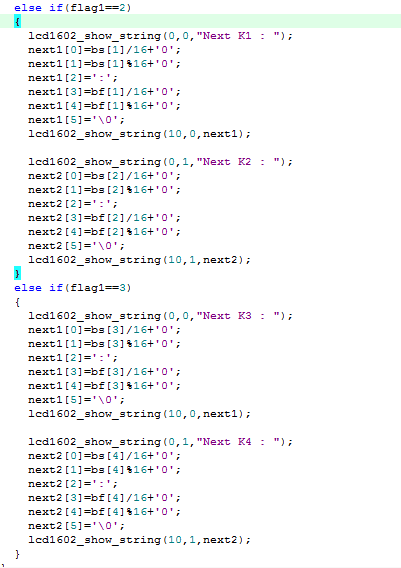 else if(flag1==2)
{
lcd1602_show_string(0,0,"Next K1 : ");
next1[0]=bs[1]/16+'0';
next1[1]=bs[1]%16+'0';
next1[2]=':';
next1[3]=bf[1]/16+'0';
next1[4]=bf[1]%16+'0';
next1[5]='\0';
lcd1602_show_string(10,0,next1);
lcd1602_show_string(0,1,"Next K2 : ");
next2[0]=bs[2]/16+'0';
next2[1]=bs[2]%16+'0';
next2[2]=':';
next2[3]=bf[2]/16+'0';
next2[4]=bf[2]%16+'0';
next2[5]='\0';
lcd1602_show_string(10,1,next2);
}
else if(flag1==3)
{
lcd1602_show_string(0,0,"Next K3 : ");
next1[0]=bs[3]/16+'0';
next1[1]=bs[3]%16+'0';
next1[2]=':';
next1[3]=bf[3]/16+'0';
next1[4]=bf[3]%16+'0';
next1[5]='\0';
lcd1602_show_string(10,0,next1);
lcd1602_show_string(0,1,"Next K4 : ");
next2[0]=bs[4]/16+'0';
next2[1]=bs[4]%16+'0';
next2[2]=':';
next2[3]=bf[4]/16+'0';
next2[4]=bf[4]%16+'0';
next2[5]='\0';
lcd1602_show_string(10,1,next2);
}